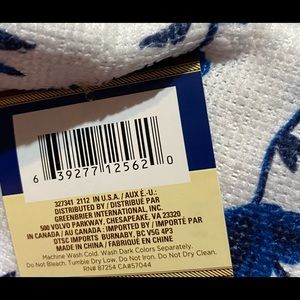 6 39277 12562 0
327341 2112 IN U.S.A./ AUX É.-U.:
DISTRIBUTED BY / DISTRIBUÉ PAR
GREENBRIER INTERNATIONAL, INC.
500 VOLVO PARKWAY, CHESAPEAKE, VA 23320
IN CANADA / AU CANADA: IMPORTED BY / IMPORTÉ PAR
DTSC IMPORTS BURNABY, BC V5G 4P3
MADE IN CHINA / FABRIQUÉ EN CHINE
Machine Wash Cold. Wash Dark Colors Separately.
Do Not Bleach. Tumble Dry Low. Do Not Iron. Do Not Dry Clean.
RN# 87254 CA#57044